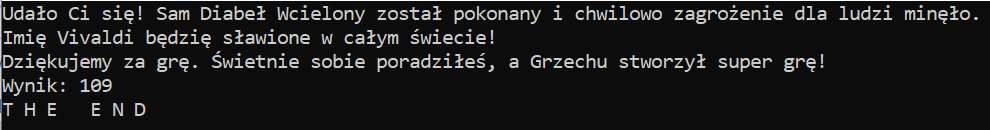 Udało Ci się! Sam Diabeł Wcielony został pokonany i chwilowo zagrożenie dla ludzi minęło.
Imię Vivaldi będzię sławione w całym świecie!
Dziękujemy za grę. Świetnie sobie poradziłeś, a Grzechu stworzył super grę!
Wynik: 109
T H E   E N D